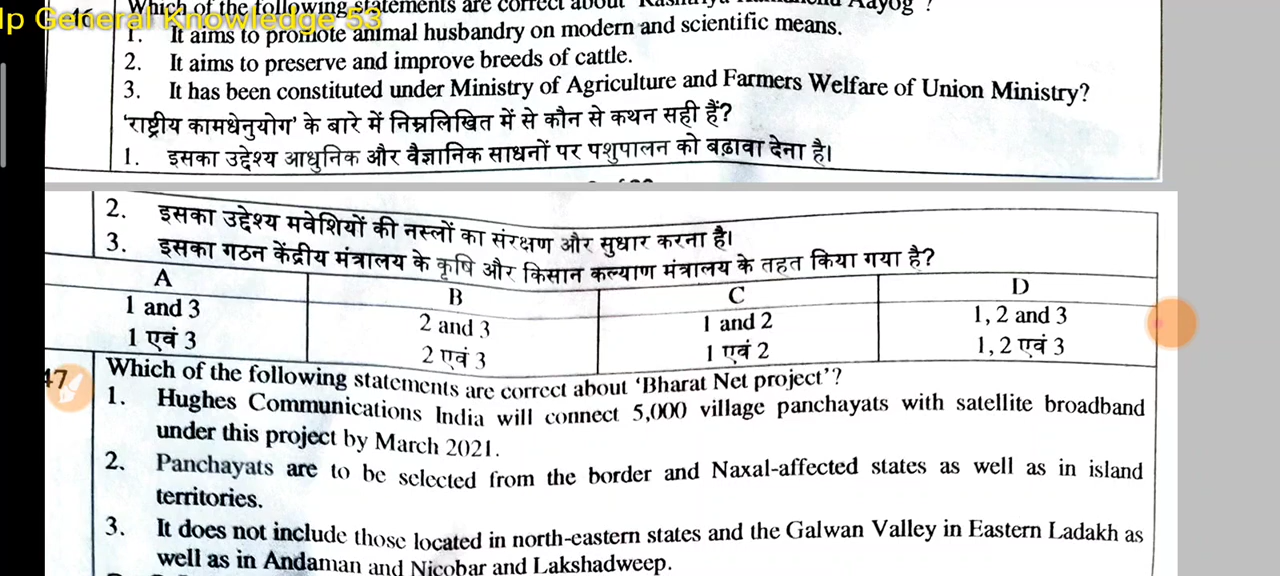 lp General Knowledge 53
Which of the following statements are correct about Aayog ?
1. It aims to promote animal husbandry on modern and scientific means.
2. It aims to preserve and improve breeds of cattle.
3. It has been constituted under Ministry of Agriculture and Farmers Welfare of Union Ministry?
'राष्ट्रीय कामधेनुयोग' के बारे में निम्नलिखित में से कौन से कथन सही हैं?
1. इसका उद्देश्य आधुनिक और वैज्ञानिक साधनों पर पशुपालन को बढ़ावा देना है।
2. इसका उद्देश्य मवेशियों की नस्लों का संरक्षण और सुधार करना है।
3. इसका गठन केंद्रीय मंत्रालय के कृषि और किसान कल्याण मंत्रालय के तहत किया गया है?
A B C D
1 and 3 2 and 3 1 and 2 1, 2 and 3
1 एवं 3 2 एवं 3 1 एवं 2 1, 2 एवं 3
47 Which of the following statements are correct about 'Bharat Net project'?
1. Hughes Communications India will connect 5,000 village panchayats with satellite broadband
under this project by March 2021.
2. Panchayats are to be selected from the border and Naxal-affected states as well as in island
territories.
3. It does not include those located in north-eastern states and the Galwan Valley in Eastern Ladakh as
well as in Andaman and Nicobar and Lakshadweep.